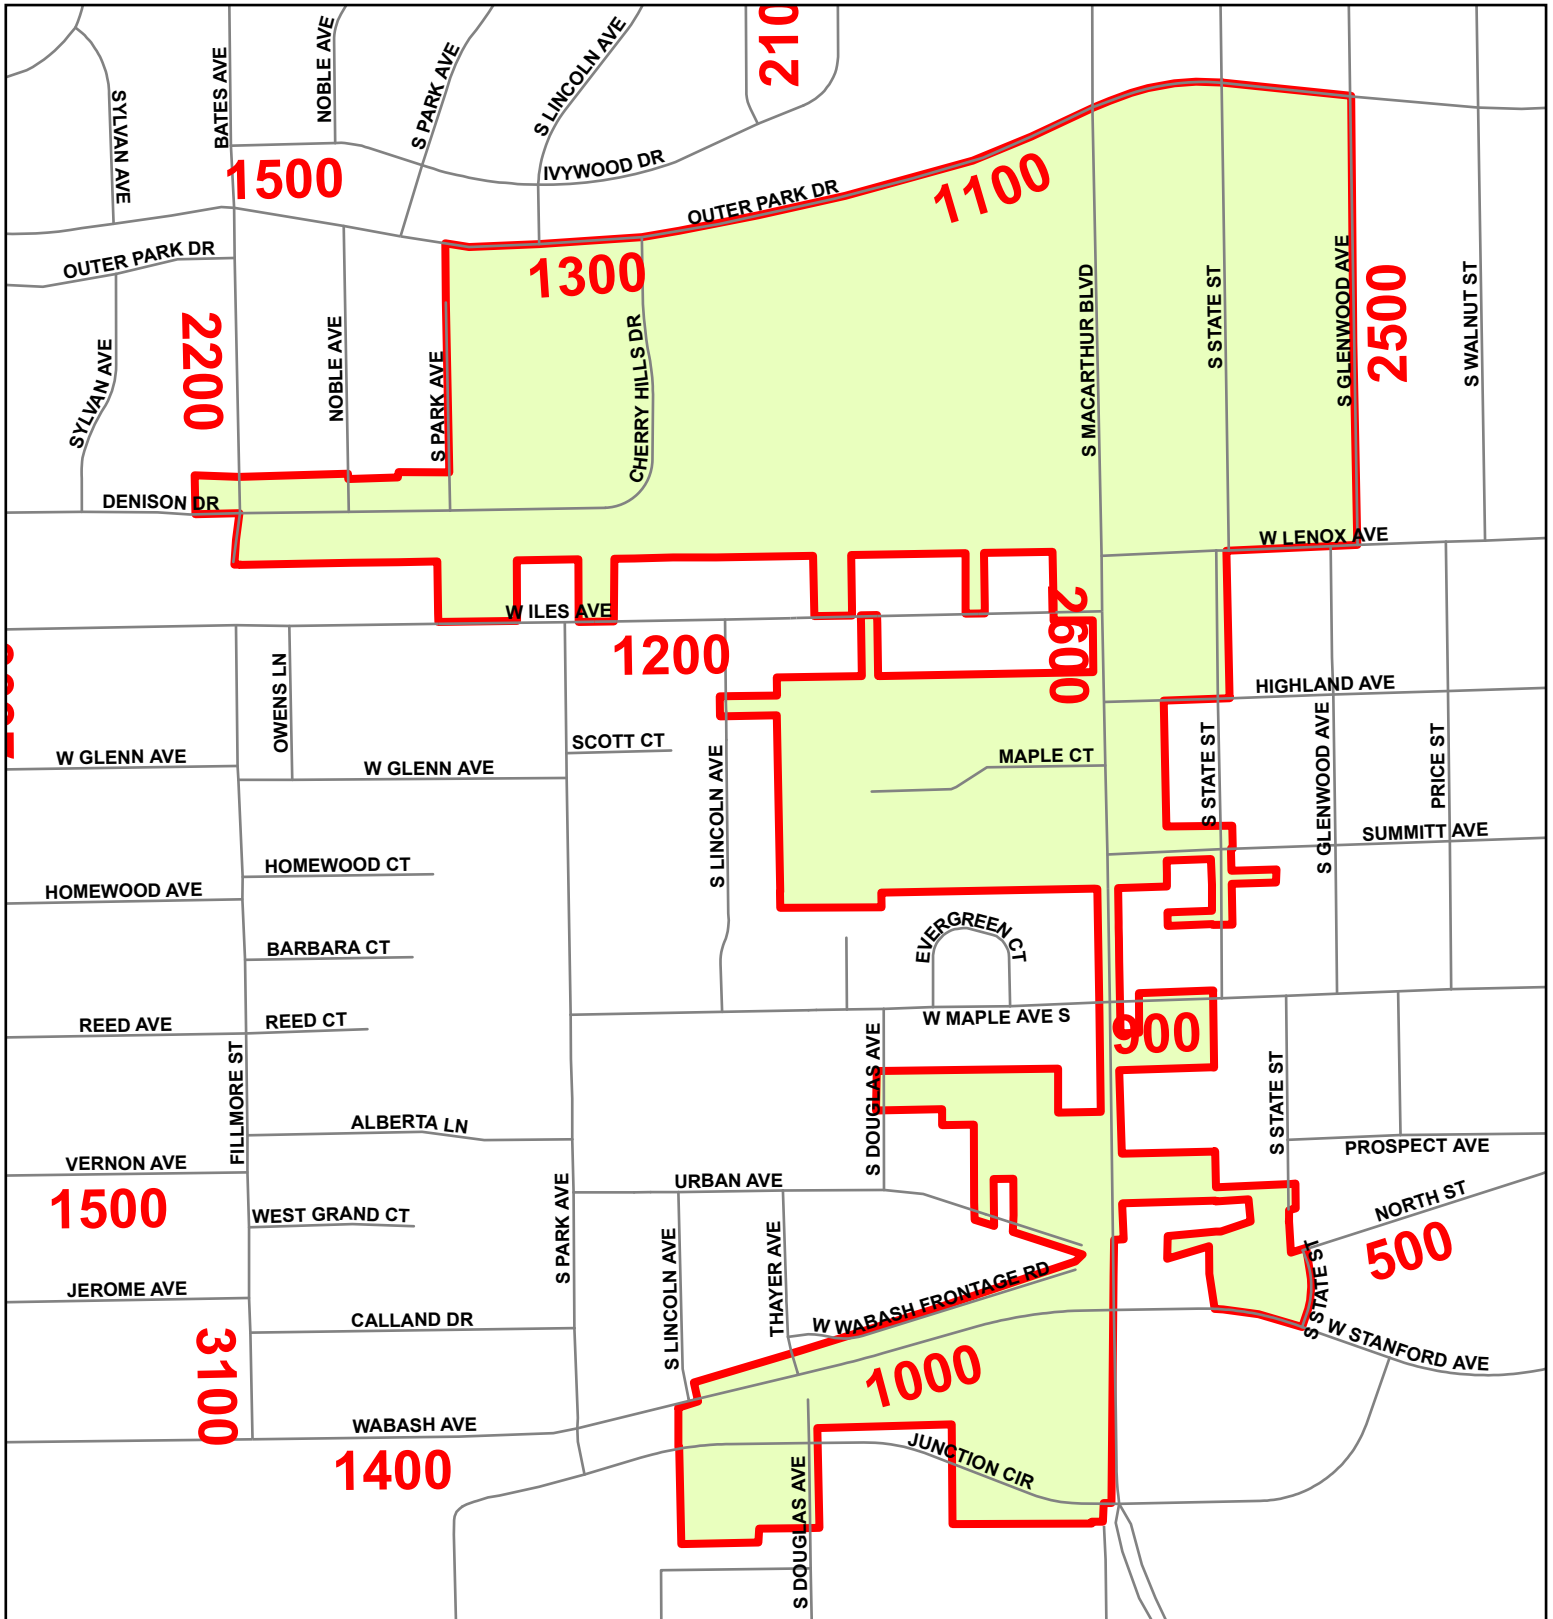 210
SYLVAN AVE
BATES AVE
NOBLE AVE
S PARK AVE
S LINCOLN AVE
IVYWOOD DR
1500
OUTER PARK DR
1100
OUTER PARK DR
1300
2200
SYLVAN AVE
NOBLE AVE
S PARK AVE
CHERRY HILLS DR
S MACARTHUR BLVD
S STATE ST
S GLENWOOD AVE
2500
S WALNUT ST
DENISON DR
W LENOX AVE
W ILES AVE
1200
2600
OWENS LN
HIGHLAND AVE
W GLENN AVE
W GLENN AVE
SCOTT CT
S LINCOLN AVE
MAPLE CT
S STATE ST
S GLENWOOD AVE
PRICE ST
SUMMITT AVE
HOMEWOOD CT
HOMEWOOD AVE
BARBARA CT
EVERGREEN CT
REED AVE
REED CT
W MAPLE AVE S
900
FILLMORE ST
S DOUGLAS AVE
S STATE ST
ALBERTA LN
PROSPECT AVE
VERNON AVE
1500
URBAN AVE
WEST GRAND CT
S PARK AVE
S LINCOLN AVE
THAYER AVE
NORTH ST
500
JEROME AVE
W WABASH FRONTAGE RD
S STATE ST
CALLAND DR
W STANFORD AVE
3100
1000
WABASH AVE
1400
JUNCTION CIR
S DOUGLAS AVE